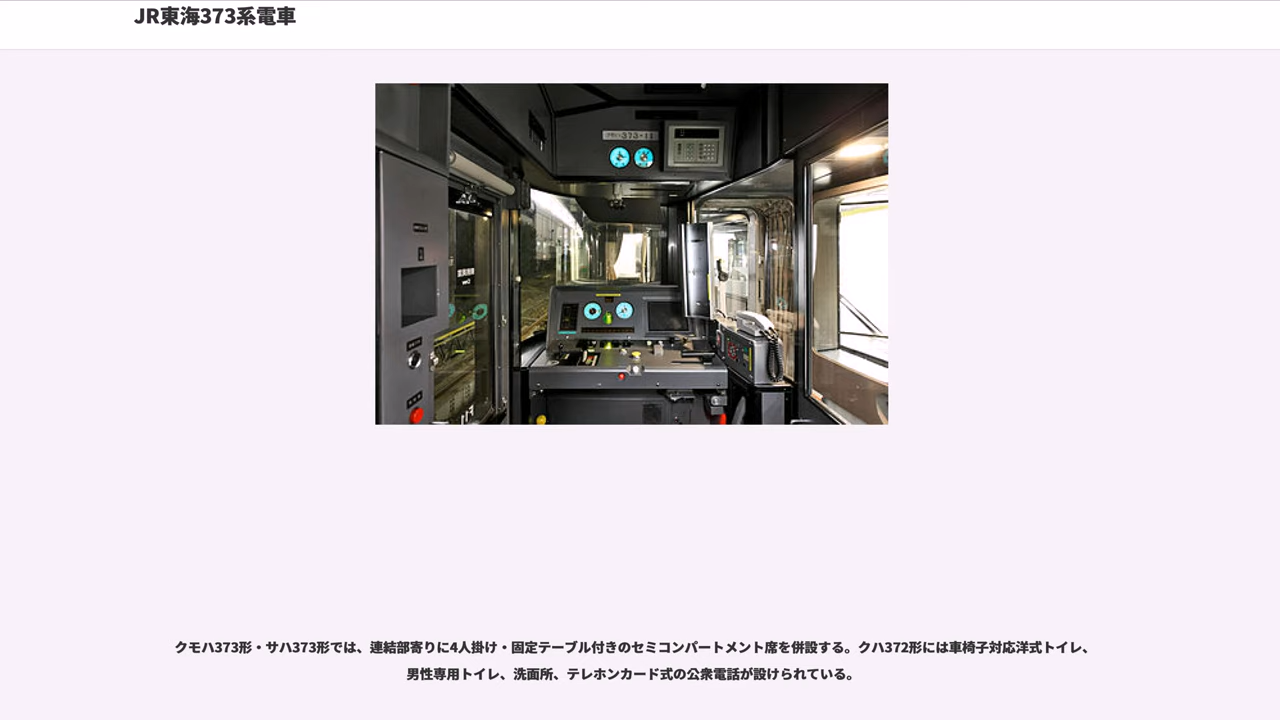 JR東海373系電車
クモハ373形・サハ373形では、連結部寄りに4人掛け・固定テーブル付きのセミコンパートメント席を併設する。クハ372形には車椅子対応洋式トイレ、
男性専用トイレ、洗面所、テレホンカード式の公衆電話が設けられている。